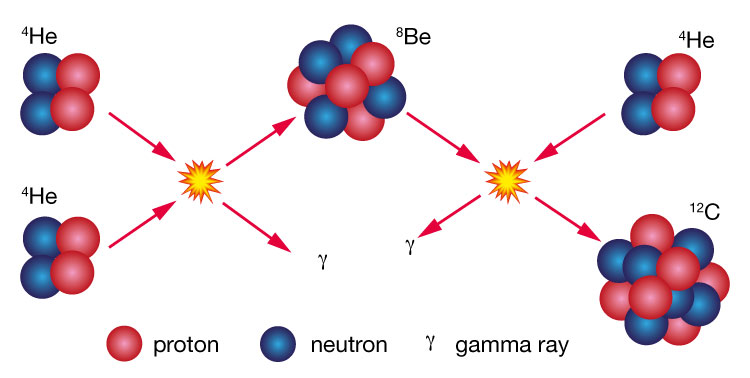 ⁴He
⁸Be
⁴He
⁴He
γ
γ
¹²C
proton
neutron
γ gamma ray